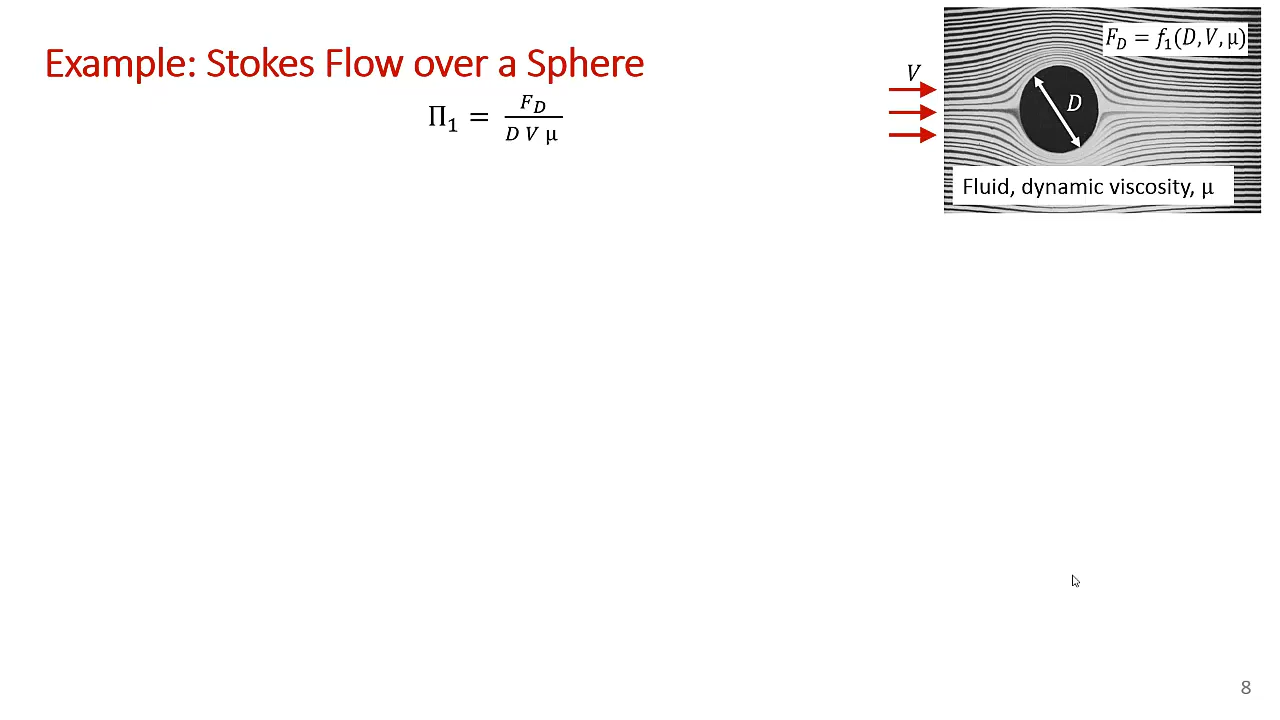 Example: Stokes Flow over a Sphere
Π₁ = F_D / (D V μ)
V
F_D = f₁(D, V, μ)
D
Fluid, dynamic viscosity, μ
8